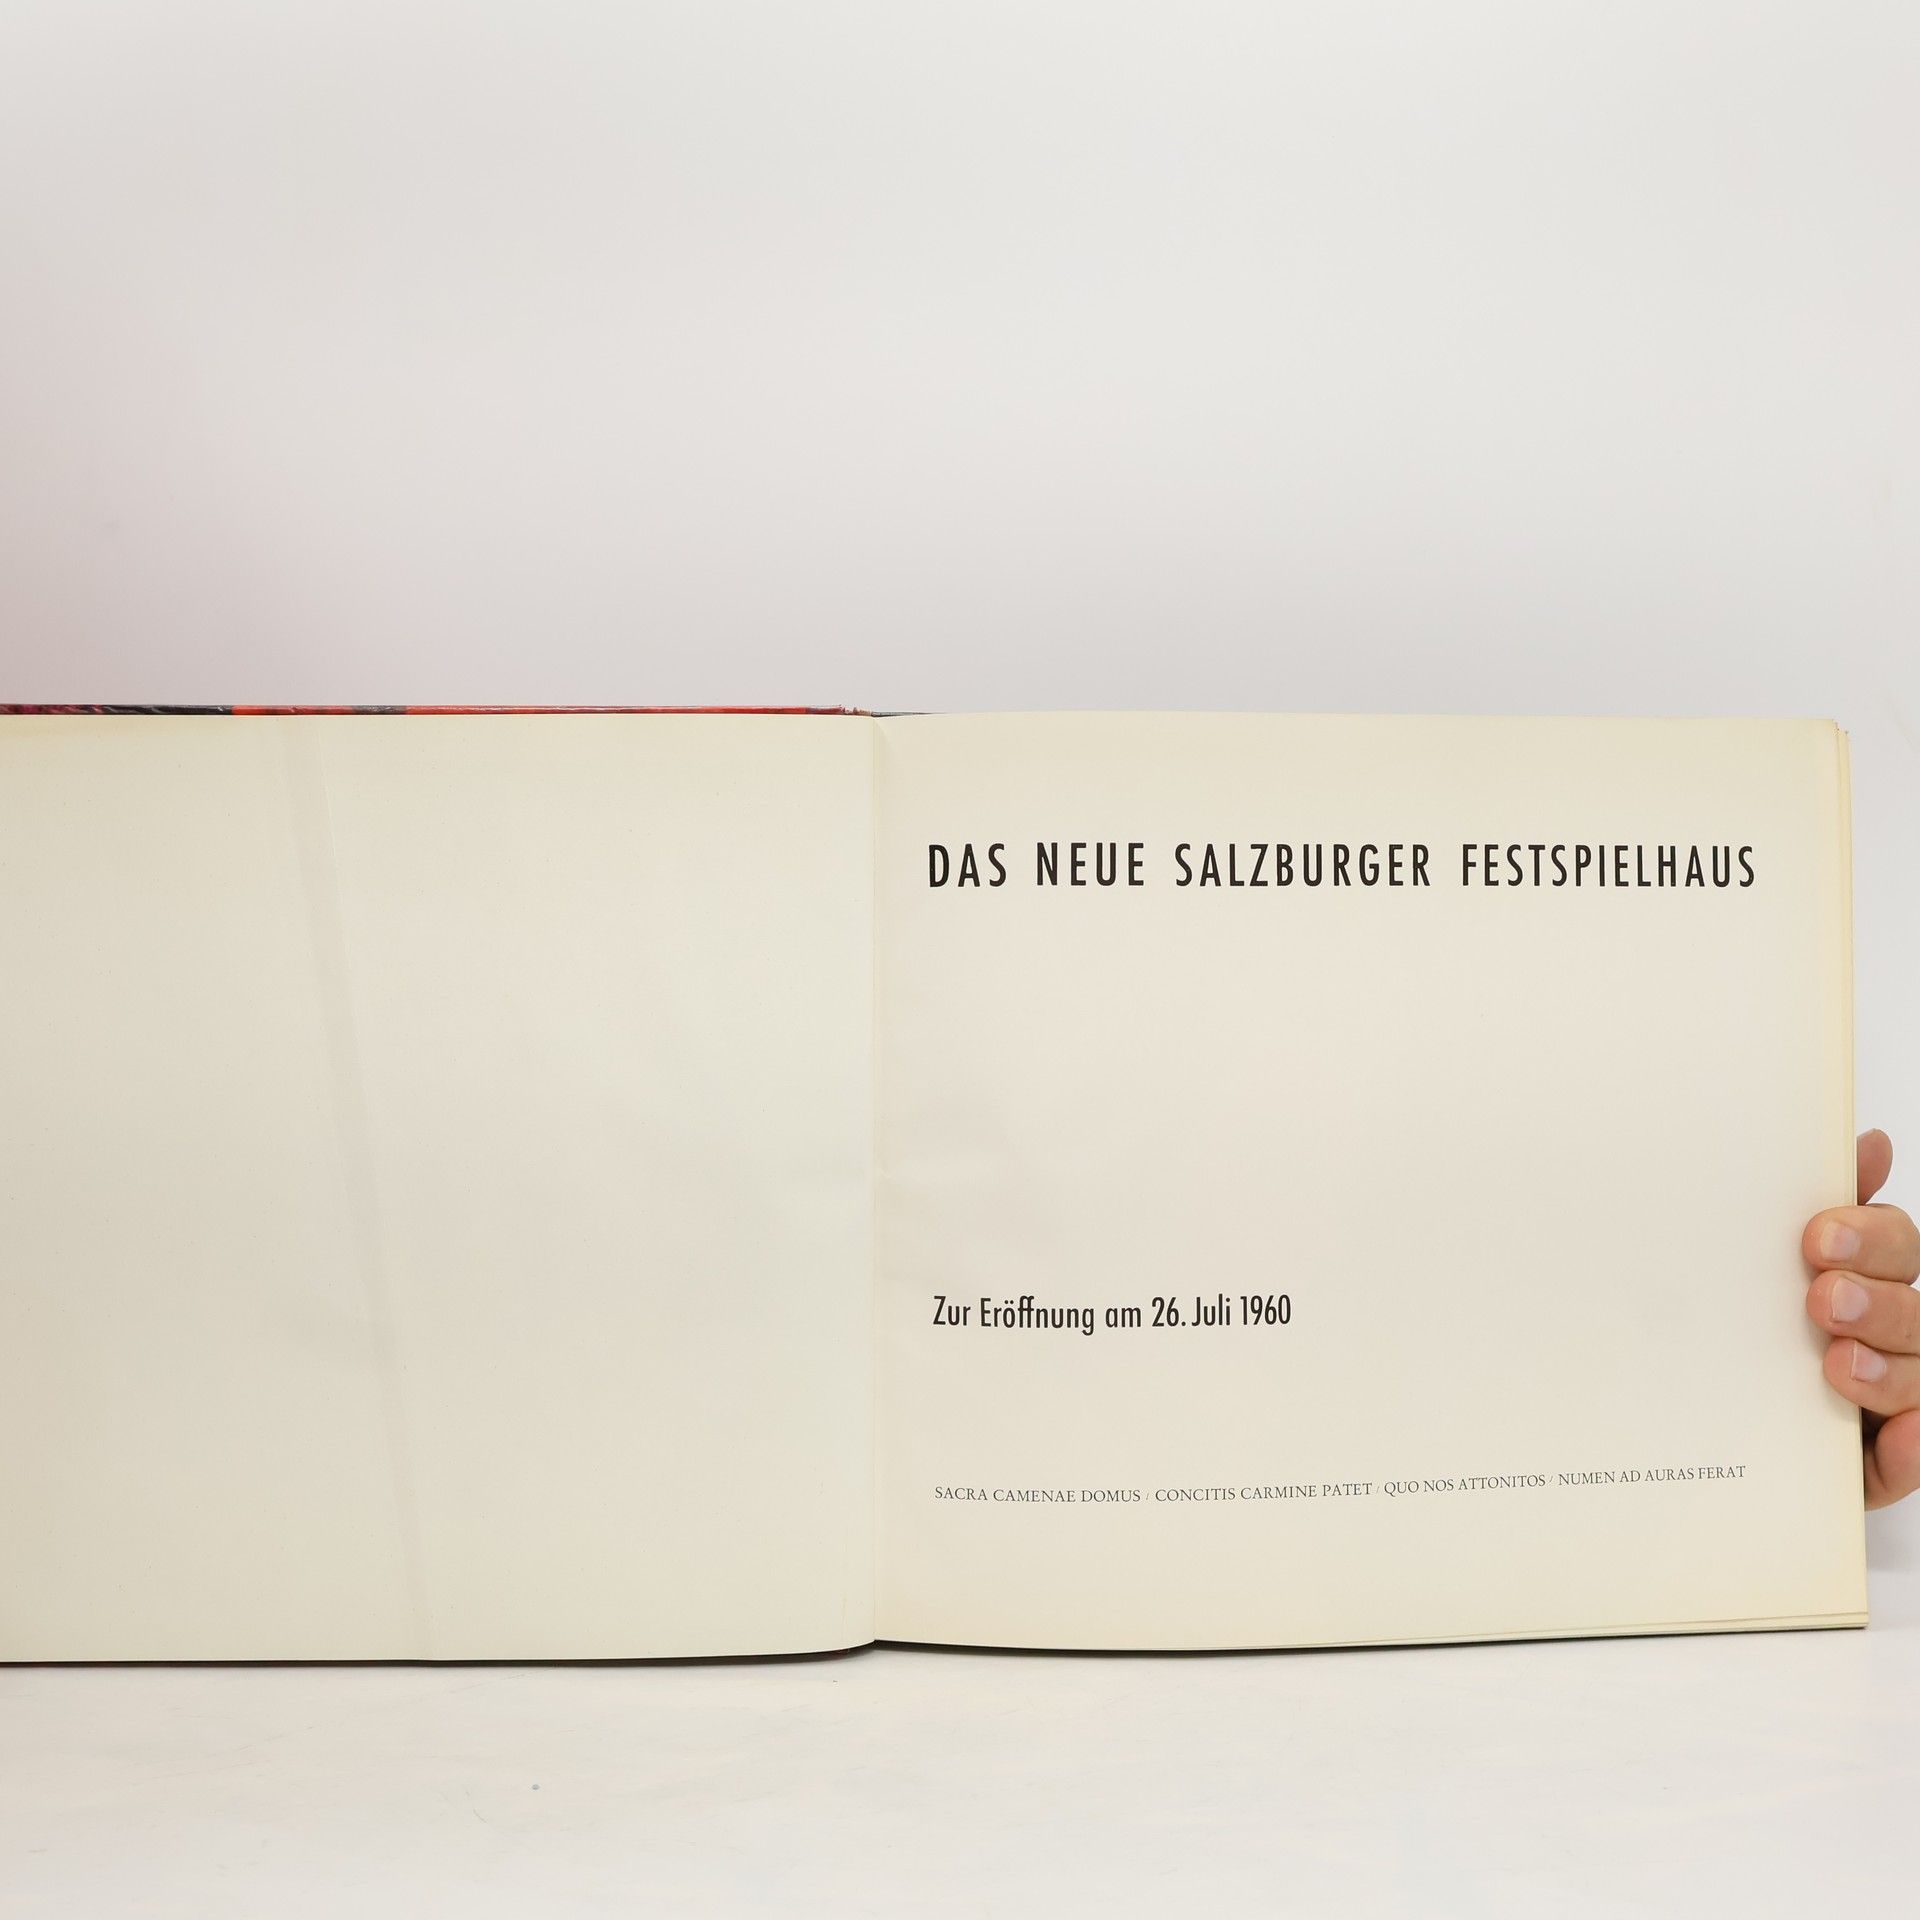 DAS NEUE SALZBURGER FESTSPIELHAUS
Zur Eröffnung am 26. Juli 1960
SACRA CAMENAE DOMUS / CONCITIS CARMINE PATET / QUO NOS ATTONITOS / NUMEN AD AURAS FERAT